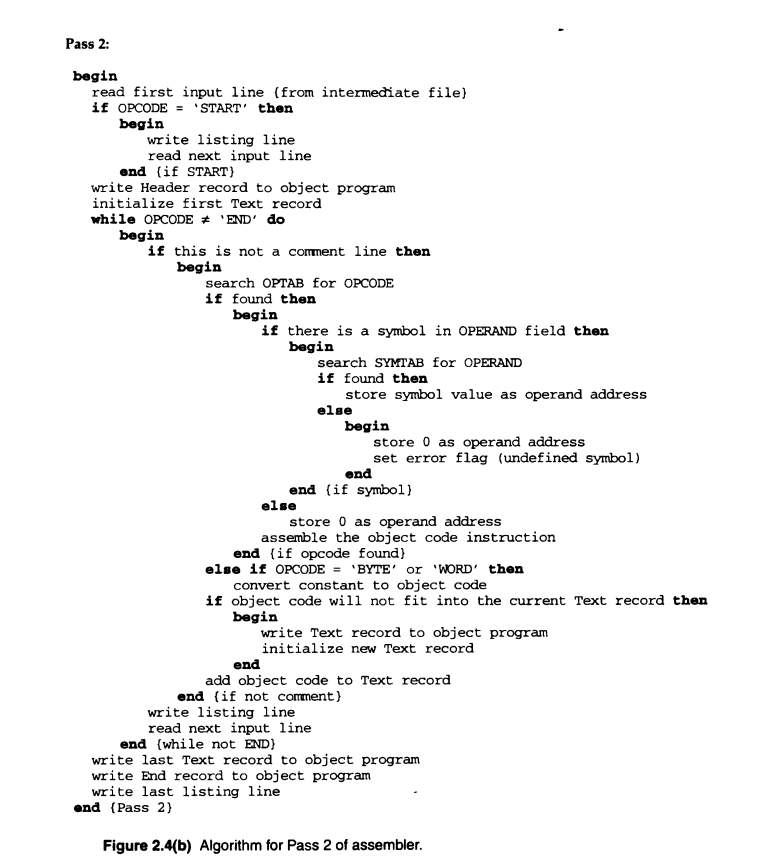 Pass 2:
begin
read first input line {from intermediate file}
if OPCODE = 'START' then
begin
write listing line
read next input line
end {if START}
write Header record to object program
initialize first Text record
while OPCODE ≠ 'END' do
begin
if this is not a comment line then
begin
search OPTAB for OPCODE
if found then
begin
if there is a symbol in OPERAND field then
begin
search SYMTAB for OPERAND
if found then
store symbol value as operand address
else
begin
store 0 as operand address
set error flag (undefined symbol)
end
end {if symbol}
else
store 0 as operand address
assemble the object code instruction
end {if opcode found}
else if OPCODE = 'BYTE' or 'WORD' then
convert constant to object code
if object code will not fit into the current Text record then
begin
write Text record to object program
initialize new Text record
end
add object code to Text record
end {if not comment}
write listing line
read next input line
end {while not END}
write last Text record to object program
write End record to object program
write last listing line
end {Pass 2}
Figure 2.4(b) Algorithm for Pass 2 of assembler.